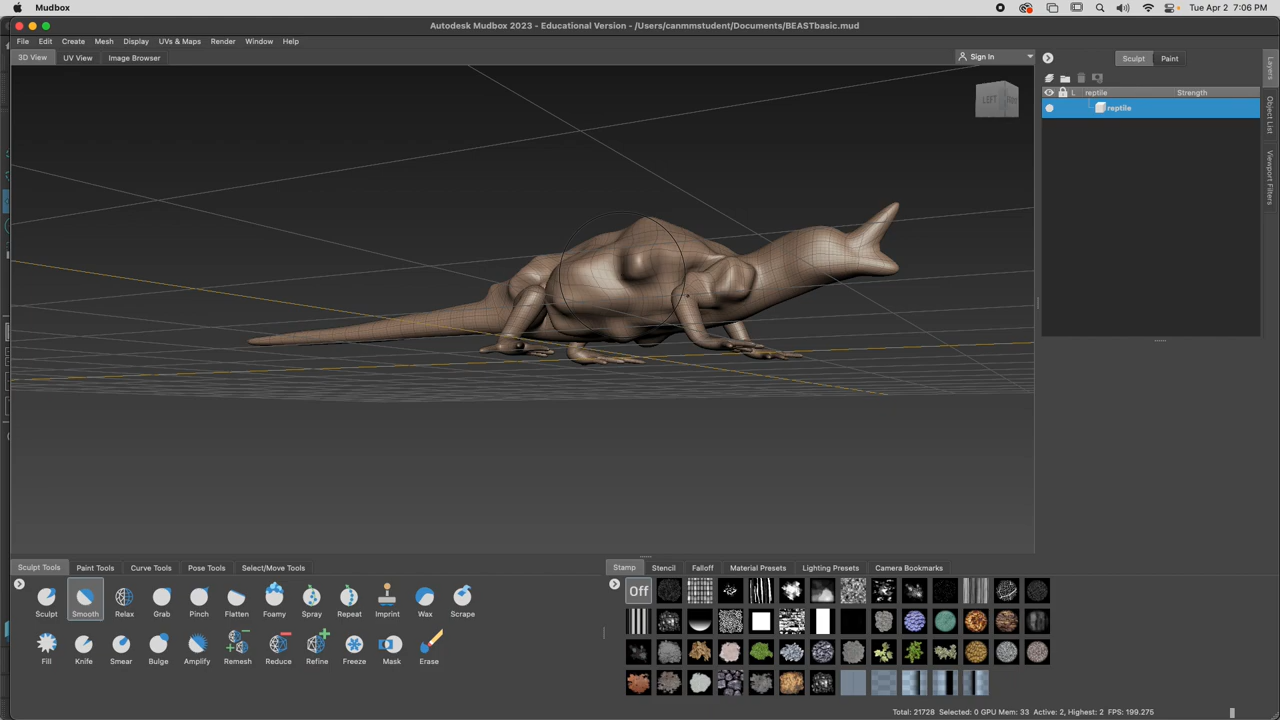 Mudbox
Tue Apr 2 7:06 PM
Autodesk Mudbox 2023 - Educational Version - /Users/canmmstudent/Documents/BEASTbasic.mud
File Edit Create Mesh Display UVs & Maps Render Window Help
3D View UV View Image Browser
Sign In
Sculpt Paint
L reptile Strength
reptile
Layers
Object List
Viewport Filters
LEFT
Sculpt Tools Paint Tools Curve Tools Pose Tools Select/Move Tools
Sculpt Smooth Relax Grab Pinch Flatten Foamy Spray Repeat Imprint Wax Scrape
Fill Knife Smear Bulge Amplify Remesh Reduce Refine Freeze Mask Erase
Stamp Stencil Falloff Material Presets Lighting Presets Camera Bookmarks
Off
Total: 21728 Selected: 0 GPU Mem: 33 Active: 2, Highest: 2 FPS: 199.275